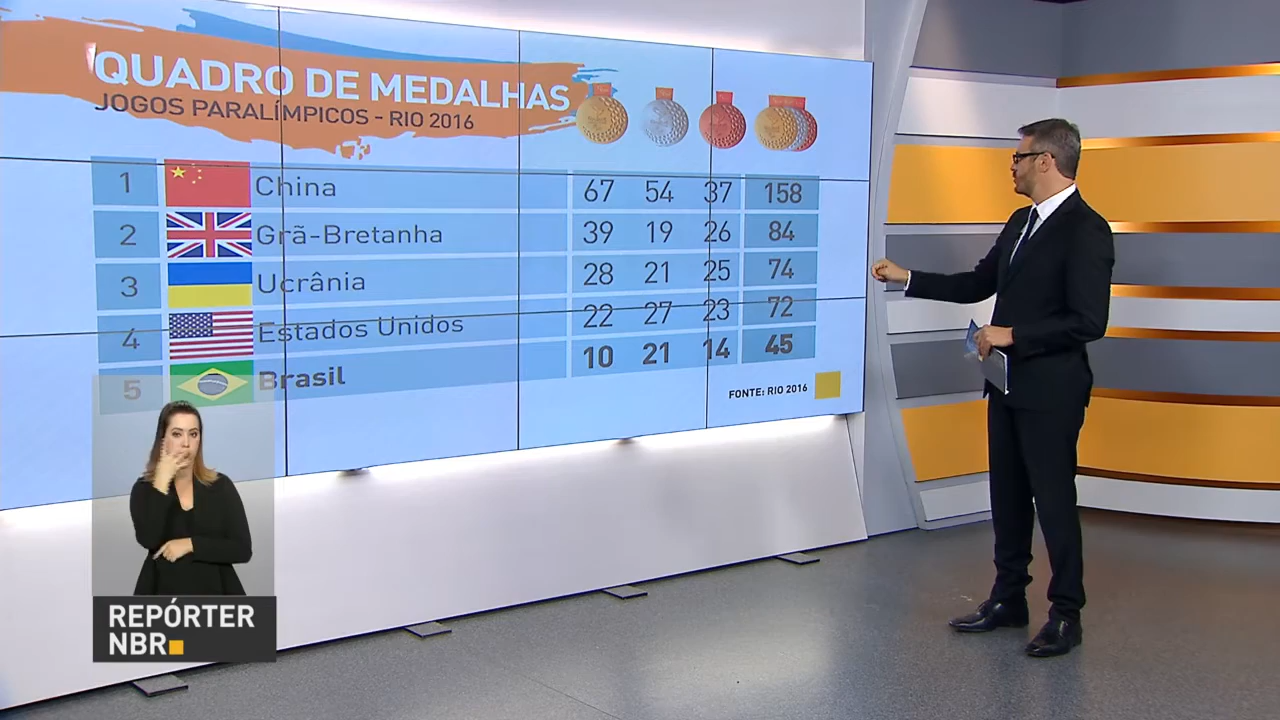 QUADRO DE MEDALHAS
JOGOS PARALÍMPICOS - RIO 2016
1 China 67 54 37 158
2 Grã-Bretanha 39 19 26 84
3 Ucrânia 28 21 25 74
4 Estados Unidos 22 27 23 72
5 Brasil 10 21 14 45
FONTE: RIO 2016
REPÓRTER
NBR